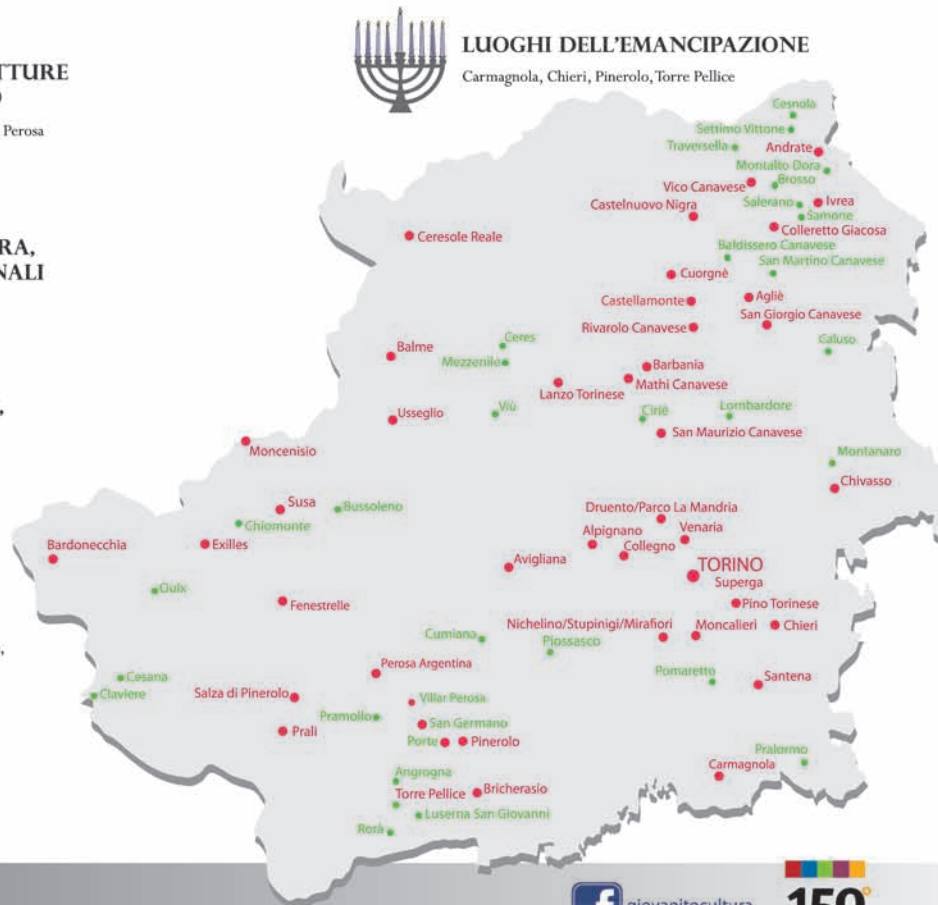 TTURE
Perosa
RA,
NALI
LUOGHI DELL'EMANCIPAZIONE
Carmagnola, Chieri, Pinerolo, Torre Pellice
Cesnola
Settimo Vittone
Traversella
Andrate
Montalto Dora
Brosso
Vico Canavese
Castelnuovo Nigra
Salerano
Ivrea
Samone
Colleretto Giacosa
Ceresole Reale
Baldissero Canavese
San Martino Canavese
Cuorgnè
Castellamonte
Agliè
San Giorgio Canavese
Rivarolo Canavese
Caluso
Ceres
Balme
Mezzenile
Barbania
Mathi Canavese
Lanzo Torinese
Viù
Usseglio
Ciriè
Lombardore
San Maurizio Canavese
Moncenisio
Montanaro
Chivasso
Susa
Bussoleno
Druento/Parco La Mandria
Chiomonte
Alpignano
Venaria
Bardonecchia
Exilles
Collegno
Avigliana
TORINO
Superga
Oulx
Fenestrelle
Pino Torinese
Nichelino/Stupinigi/Mirafiori
Moncalieri
Chieri
Cumiana
Piossasco
Perosa Argentina
Pomaretto
Santena
Cesana
Claviere
Salza di Pinerolo
Villar Perosa
Pramollo
San Germano
Prali
Porte
Pinerolo
Pralormo
Carmagnola
Angrogna
Torre Pellice
Bricherasio
Luserna San Giovanni
Rorà
f giovanitocultura
150°